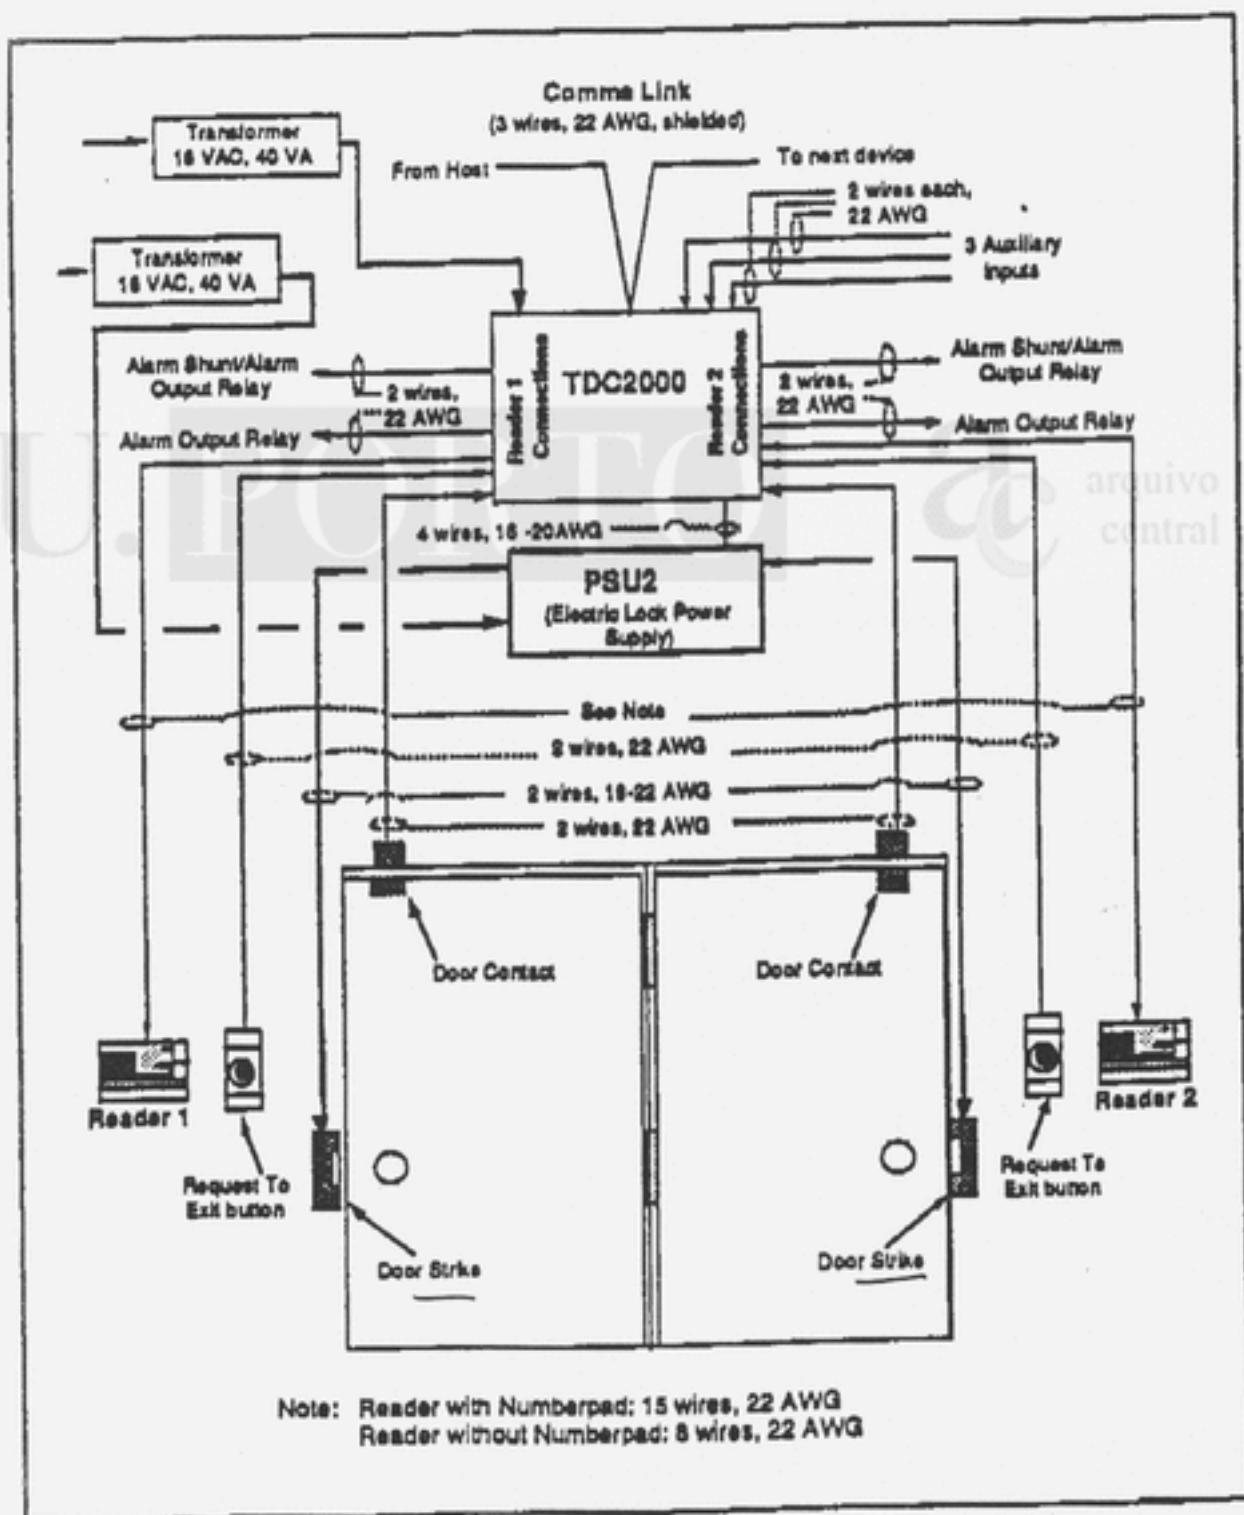 Comms Link
(3 wires, 22 AWG, shielded)
Transformer
16 VAC, 40 VA
From Host
To next device
2 wires each,
22 AWG
Transformer
16 VAC, 40 VA
3 Auxiliary
Inputs
Alarm Shunt/Alarm
Output Relay
2 wires,
22 AWG
Alarm Output Relay
Reader 1
Connections
TDC2000
Reader 2
Connections
2 wires,
22 AWG
Alarm Shunt/Alarm
Output Relay
Alarm Output Relay
U. PORTO
ac
arquivo
central
4 wires, 16 -20AWG
PSU2
(Electric Lock Power
Supply)
See Note
2 wires, 22 AWG
2 wires, 18-22 AWG
2 wires, 22 AWG
Door Contact
Door Contact
Reader 1
Reader 2
Request To
Exit button
Request To
Exit button
Door Strike
Door Strike
Note: Reader with Numberpad: 15 wires, 22 AWG
Reader without Numberpad: 8 wires, 22 AWG